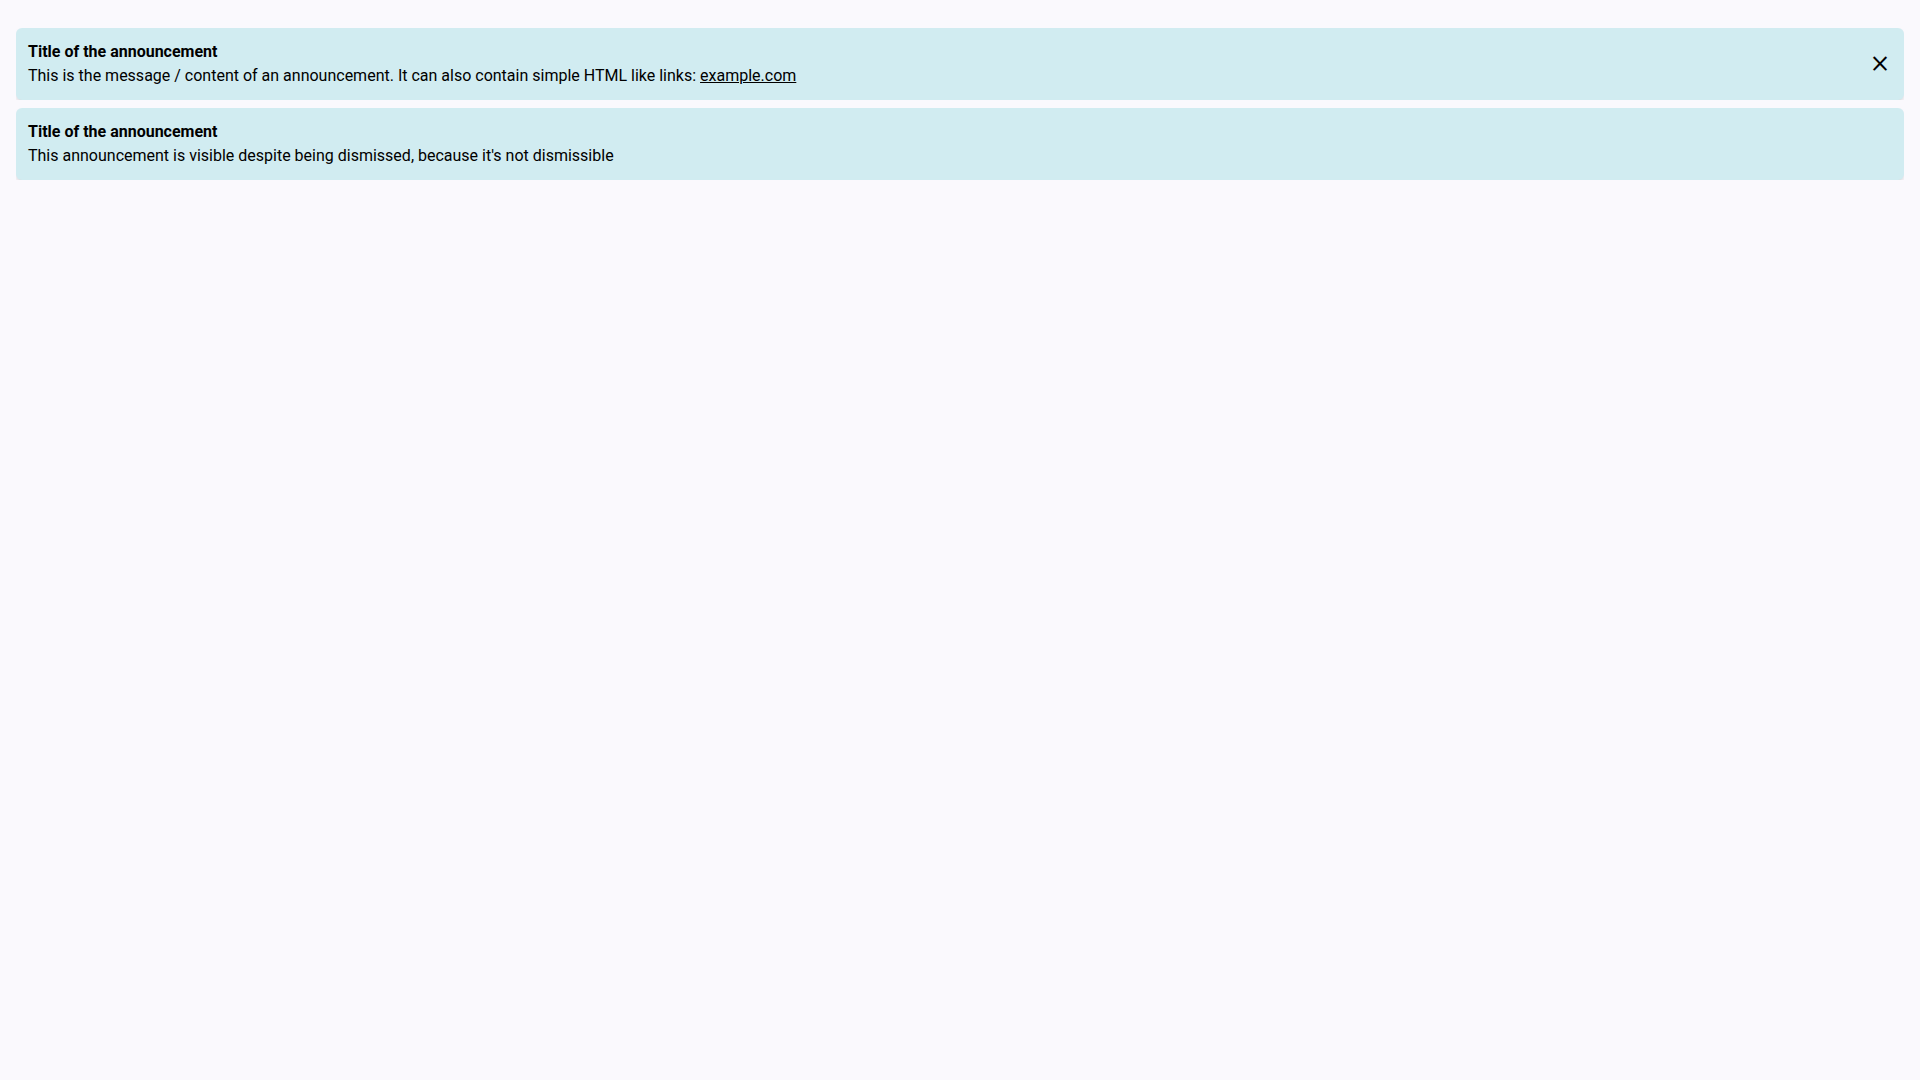 Title of the announcement
This is the message / content of an announcement. It can also contain simple HTML like links: example.com
Title of the announcement
This announcement is visible despite being dismissed, because it's not dismissible